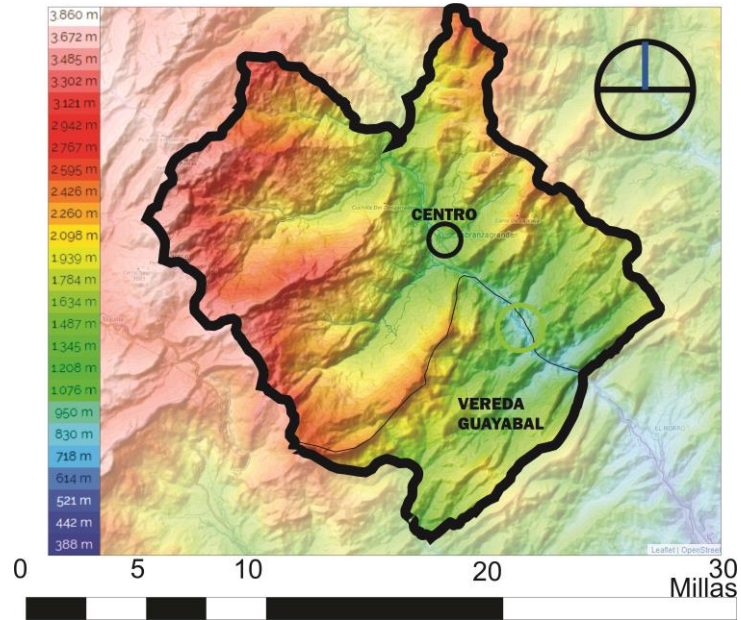 3.860 m
3.672 m
3.485 m
3.302 m
3.121 m
2.942 m
2.767 m
2.595 m
2.426 m
2.260 m
2.098 m
1.939 m
1.784 m
1.634 m
1.487 m
1.345 m
1.208 m
1.076 m
950 m
830 m
718 m
614 m
521 m
442 m
388 m
CENTRO
VEREDA
GUAYABAL
EL MORRO
Leaflet | OpenStreet
0 5 10 20 30
Millas